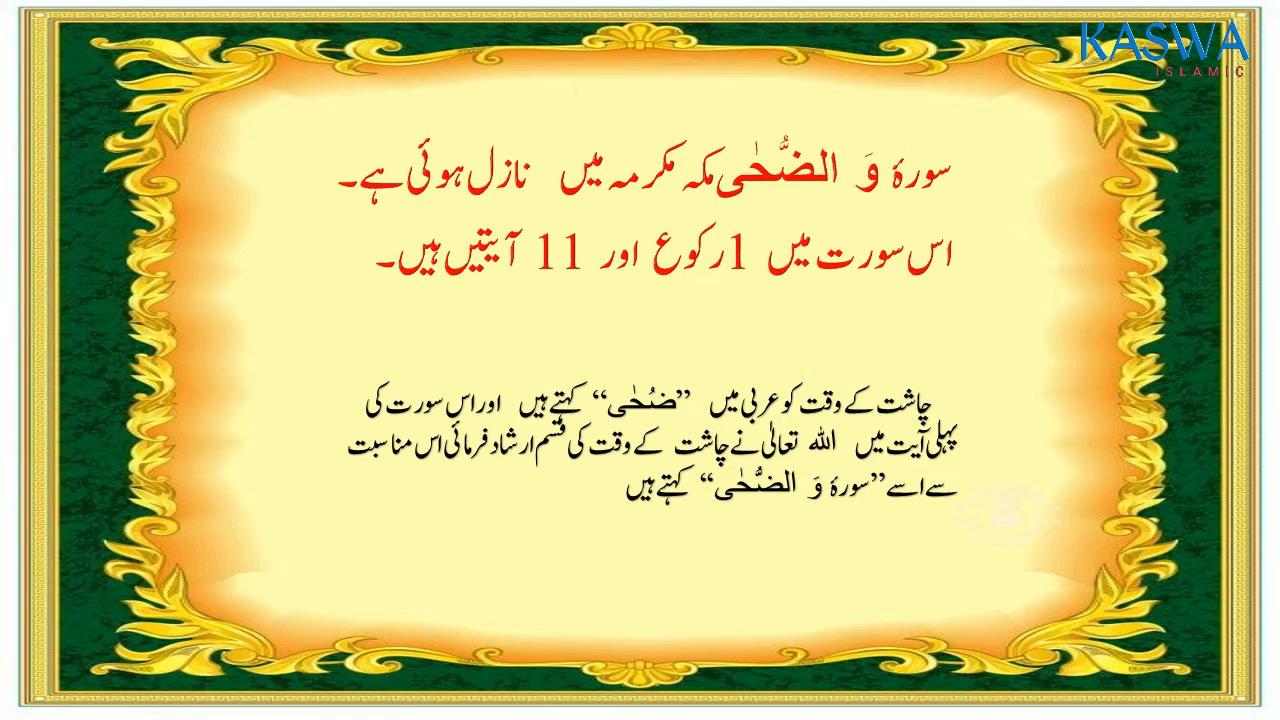 KASWA
ISLAMIC
سورۂ وَ الضُّحٰی مکہ مکرمہ میں نازل ہوئی ہے۔
اس سورت میں 1 رکوع اور 11 آیتیں ہیں۔
چاشت کے وقت کو عربی میں ”ضُحٰی“ کہتے ہیں اور اس سورت کی
پہلی آیت میں اللہ تعالیٰ نے چاشت کے وقت کی قسم ارشاد فرمائی اس مناسبت
سے اسے ”سورۂ وَ الضُّحٰی“ کہتے ہیں